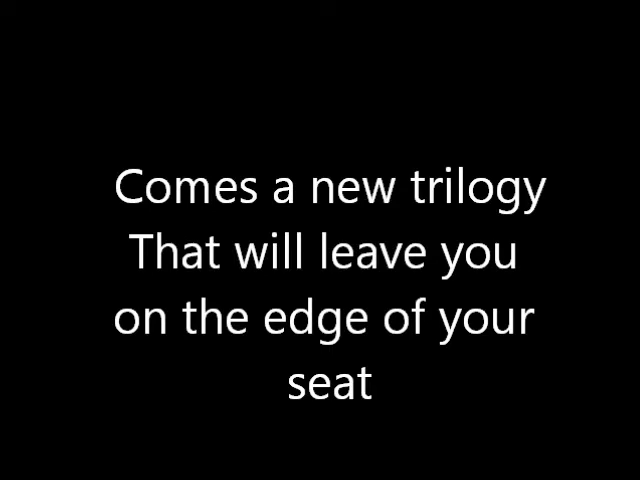 Comes a new trilogy
That will leave you
on the edge of your
seat